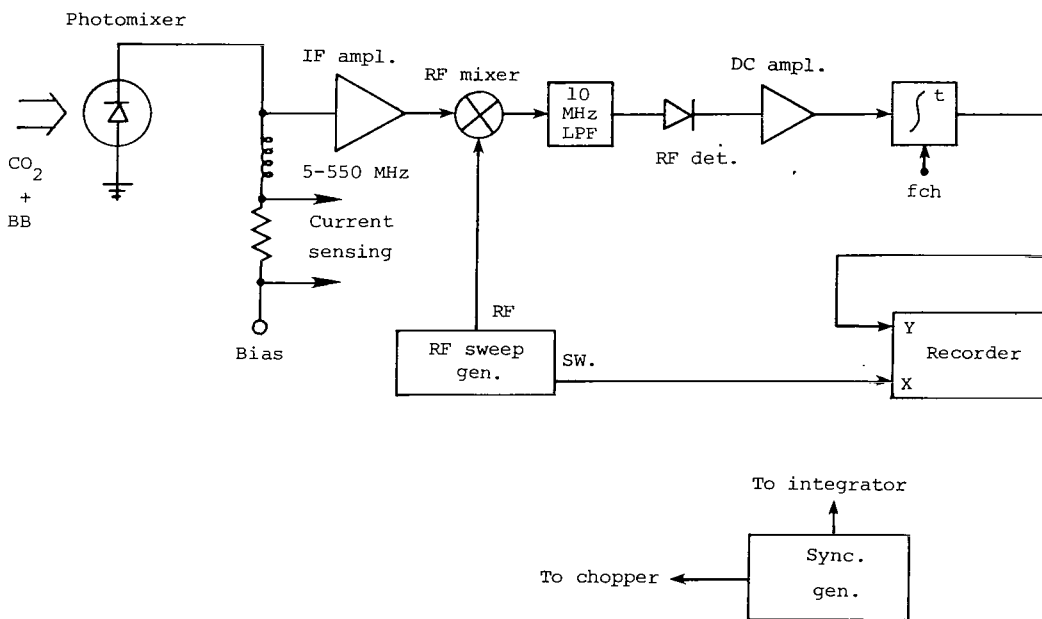 Photomixer
IF ampl.
RF mixer
DC ampl.
10
MHz
LPF
∫ t
RF det.
fch
CO2
+
BB
5-550 MHz
Current
sensing
Bias
RF
RF sweep
gen.
SW.
Y
Recorder
X
To integrator
Sync.
gen.
To chopper